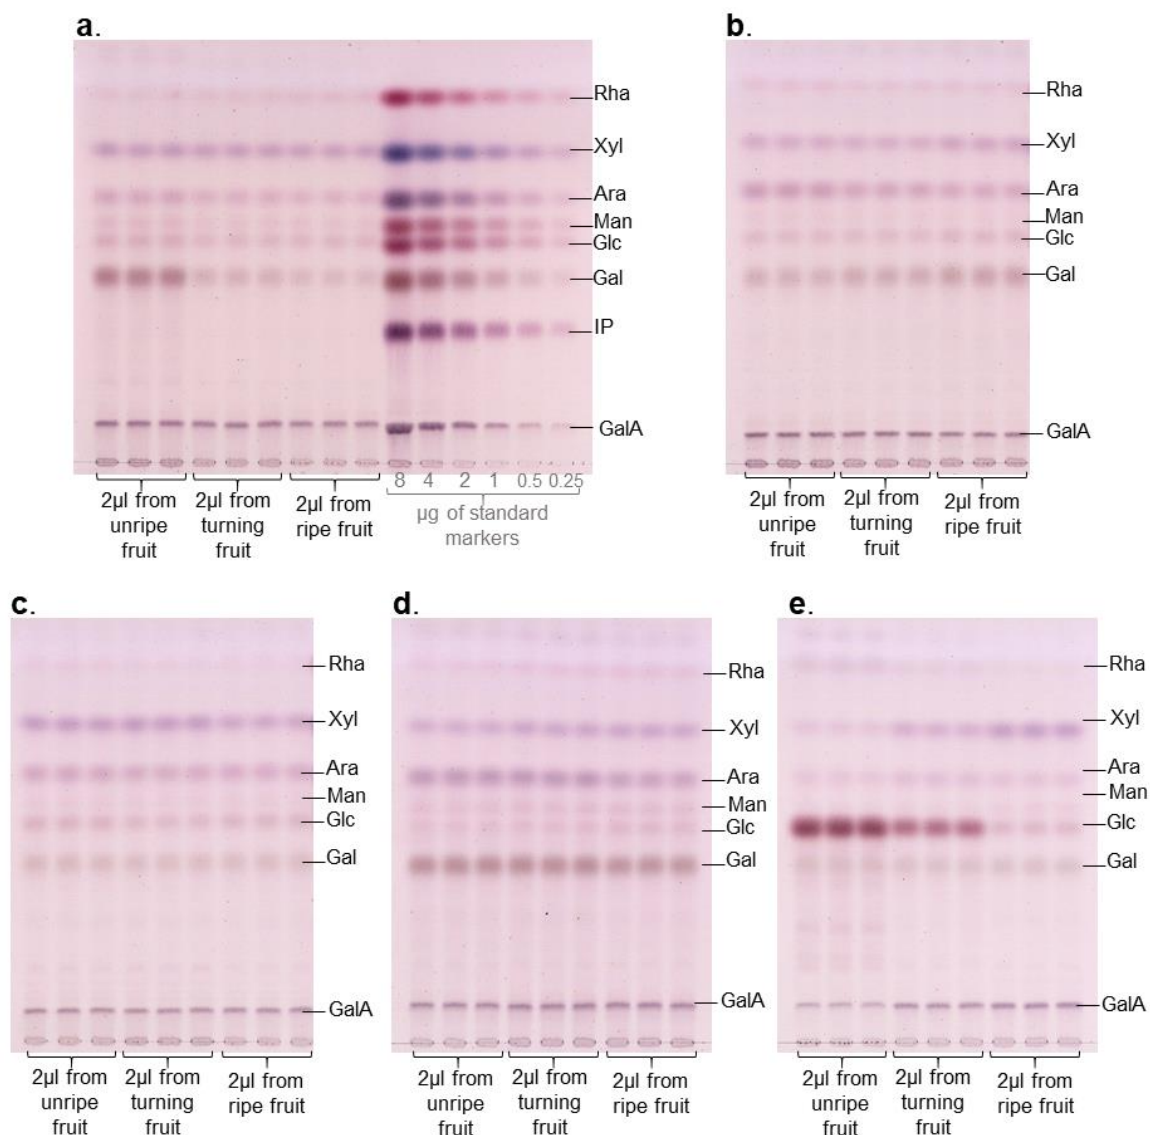 a.
Rha
Xyl
Ara
Man
Glc
Gal
IP
GalA
8 4 2 1 0.5 0.25
2µl from
unripe
fruit
2µl from
turning
fruit
2µl from
ripe fruit
µg of standard
markers
b.
Rha
Xyl
Ara
Man
Glc
Gal
GalA
2µl from
unripe
fruit
2µl from
turning
fruit
2µl from
ripe fruit
c.
Rha
Xyl
Ara
Man
Glc
Gal
GalA
2µl from
unripe
fruit
2µl from
turning
fruit
2µl from
ripe fruit
d.
Rha
Xyl
Ara
Man
Glc
Gal
GalA
2µl from
unripe
fruit
2µl from
turning
fruit
2µl from
ripe fruit
e.
Rha
Xyl
Ara
Man
Glc
Gal
GalA
2µl from
unripe
fruit
2µl from
turning
fruit
2µl from
ripe fruit